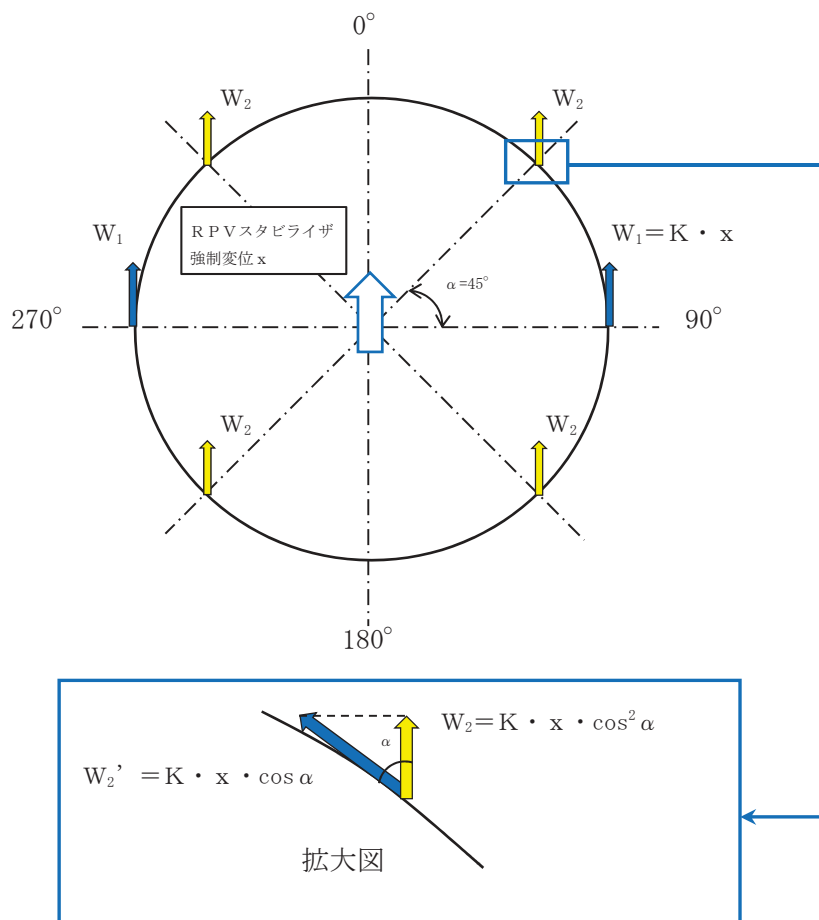 0°
W₂
W₂
RPVスタビライザ
強制変位x
W₁
W₁=K・x
α=45°
270°
90°
W₂
W₂
180°
W₂=K・x・cos²α
α
W₂’=K・x・cosα
拡大図